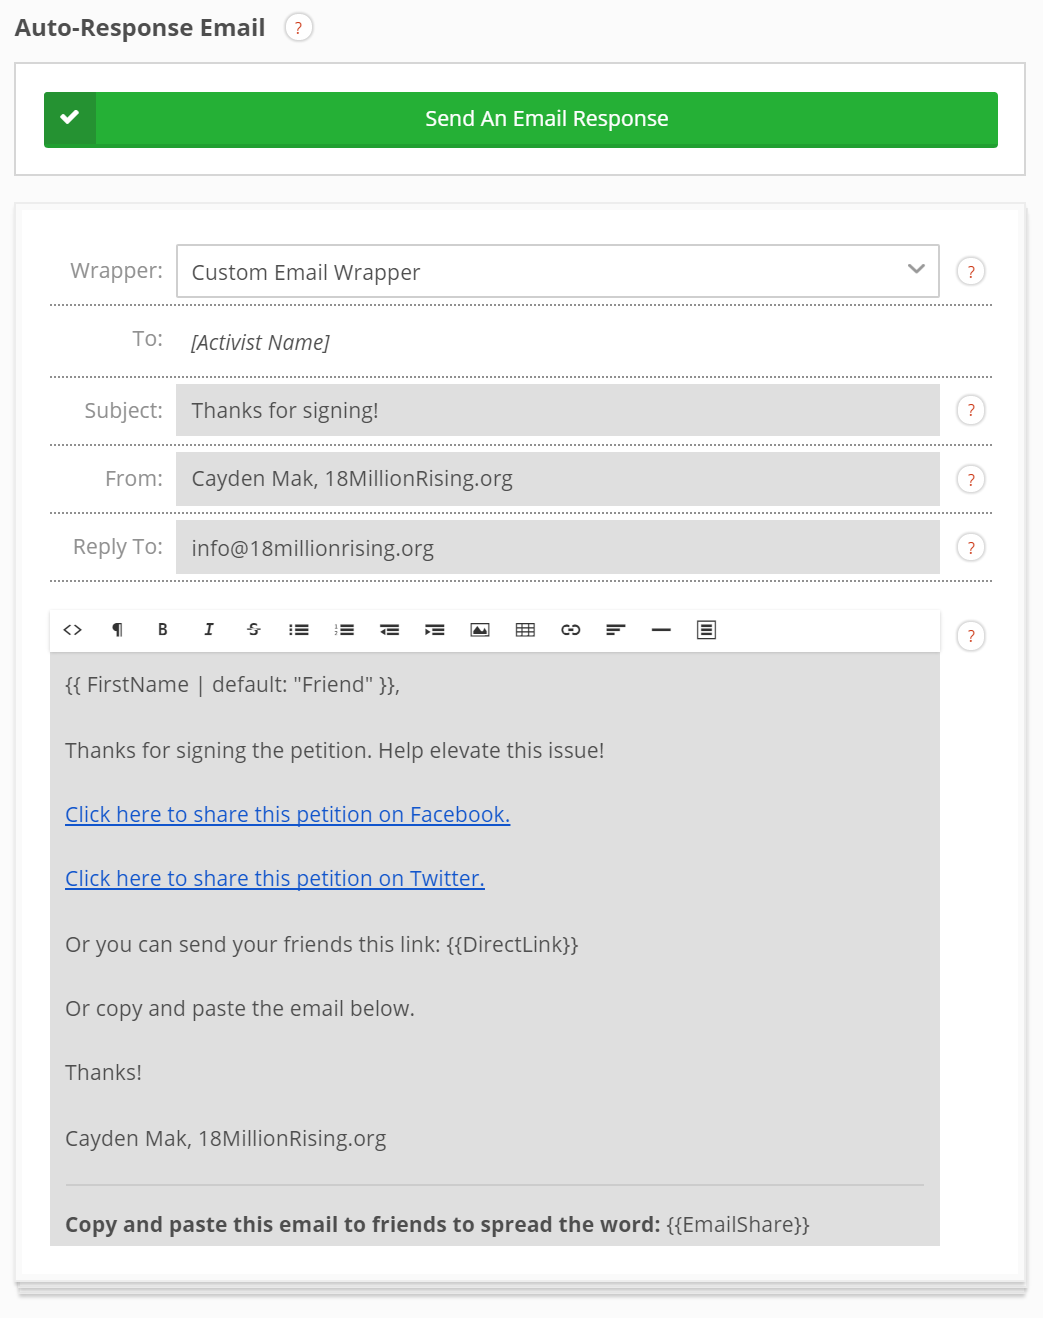 Auto-Response Email ?
Send An Email Response
Wrapper: Custom Email Wrapper ?
To: [Activist Name]
Subject: Thanks for signing! ?
From: Cayden Mak, 18MillionRising.org ?
Reply To: info@18millionrising.org ?
<> ¶ B I S ?
{{ FirstName | default: "Friend" }},
Thanks for signing the petition. Help elevate this issue!
Click here to share this petition on Facebook.
Click here to share this petition on Twitter.
Or you can send your friends this link: {{DirectLink}}
Or copy and paste the email below.
Thanks!
Cayden Mak, 18MillionRising.org
Copy and paste this email to friends to spread the word: {{EmailShare}}